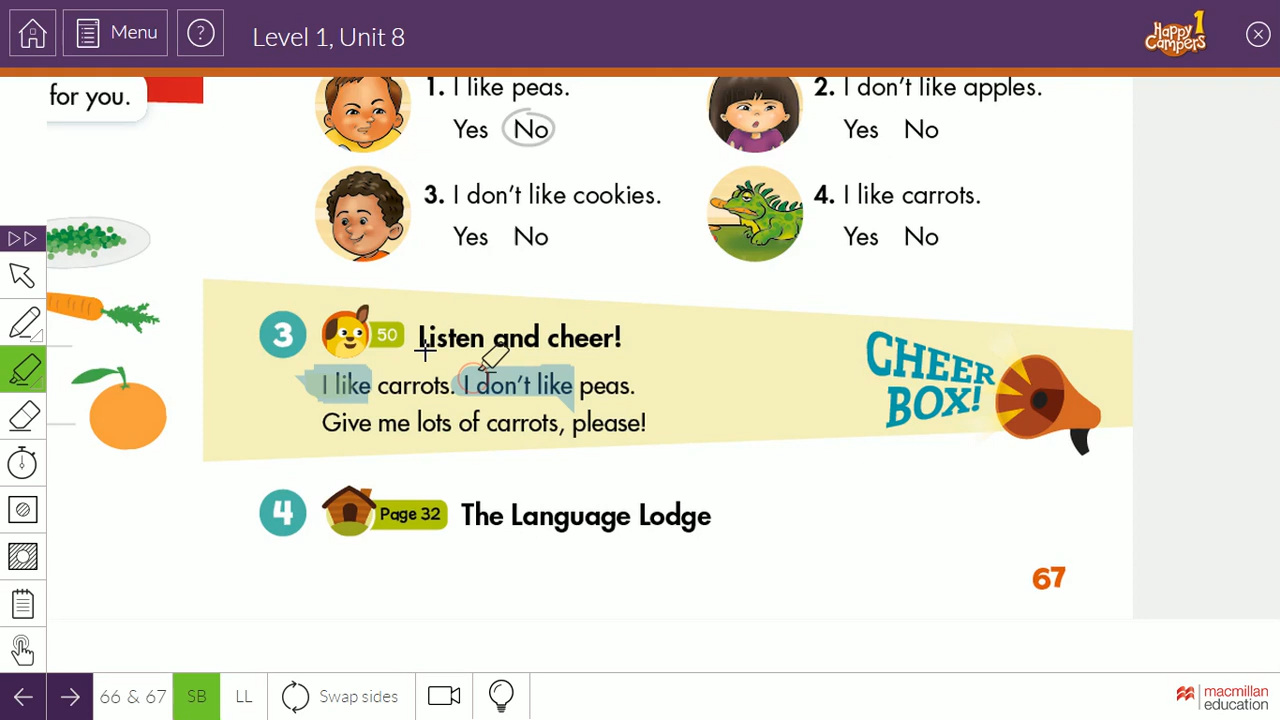 Menu
?
Level 1, Unit 8
Happy Campers 1
for you.
1. I like peas.
Yes No
2. I don't like apples.
Yes No
3. I don't like cookies.
Yes No
4. I like carrots.
Yes No
3 50 Listen and cheer!
I like carrots. I don't like peas.
Give me lots of carrots, please!
CHEER
BOX!
4 Page 32 The Language Lodge
67
66 & 67
SB
LL
Swap sides
macmillan
education